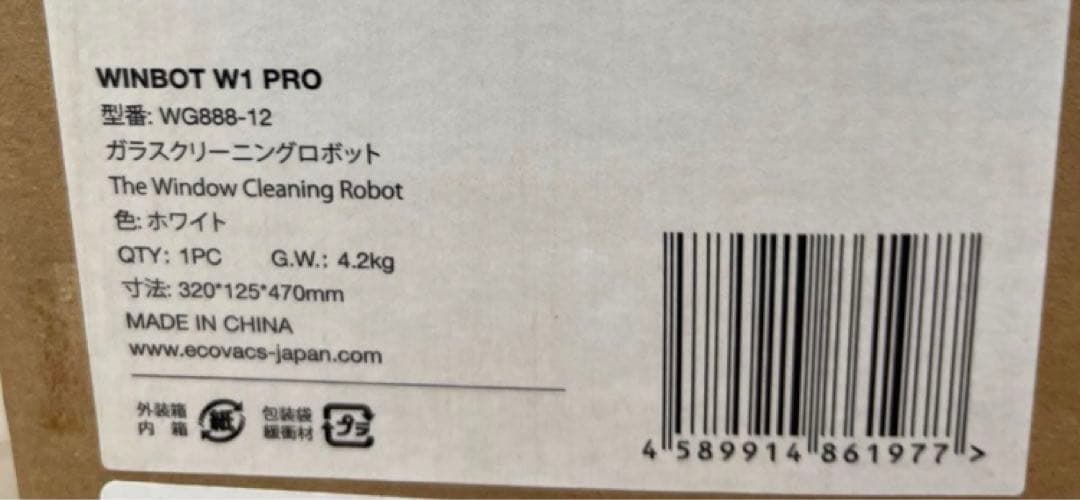 WINBOT W1 PRO
型番: WG888-12
ガラスクリーニングロボット
The Window Cleaning Robot
色: ホワイト
QTY: 1PC G.W.: 4.2kg
寸法: 320*125*470mm
MADE IN CHINA
www.ecovacs-japan.com
外装箱 紙 包装袋 プラ
内 箱 緩衝材
4 589914 861977 >